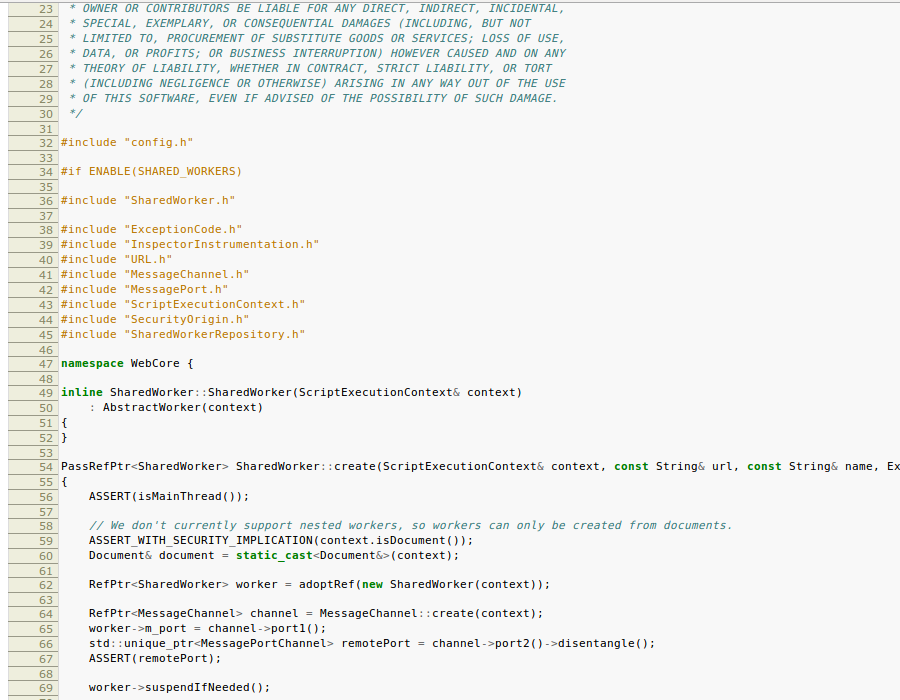 23 * OWNER OR CONTRIBUTORS BE LIABLE FOR ANY DIRECT, INDIRECT, INCIDENTAL,
24 * SPECIAL, EXEMPLARY, OR CONSEQUENTIAL DAMAGES (INCLUDING, BUT NOT
25 * LIMITED TO, PROCUREMENT OF SUBSTITUTE GOODS OR SERVICES; LOSS OF USE,
26 * DATA, OR PROFITS; OR BUSINESS INTERRUPTION) HOWEVER CAUSED AND ON ANY
27 * THEORY OF LIABILITY, WHETHER IN CONTRACT, STRICT LIABILITY, OR TORT
28 * (INCLUDING NEGLIGENCE OR OTHERWISE) ARISING IN ANY WAY OUT OF THE USE
29 * OF THIS SOFTWARE, EVEN IF ADVISED OF THE POSSIBILITY OF SUCH DAMAGE.
30 */
31
32 #include "config.h"
33
34 #if ENABLE(SHARED_WORKERS)
35
36 #include "SharedWorker.h"
37
38 #include "ExceptionCode.h"
39 #include "InspectorInstrumentation.h"
40 #include "URL.h"
41 #include "MessageChannel.h"
42 #include "MessagePort.h"
43 #include "ScriptExecutionContext.h"
44 #include "SecurityOrigin.h"
45 #include "SharedWorkerRepository.h"
46
47 namespace WebCore {
48
49 inline SharedWorker::SharedWorker(ScriptExecutionContext& context)
50     : AbstractWorker(context)
51 {
52 }
53
54 PassRefPtr<SharedWorker> SharedWorker::create(ScriptExecutionContext& context, const String& url, const String& name, Ex
55 {
56     ASSERT(isMainThread());
57
58     // We don't currently support nested workers, so workers can only be created from documents.
59     ASSERT_WITH_SECURITY_IMPLICATION(context.isDocument());
60     Document& document = static_cast<Document&>(context);
61
62     RefPtr<SharedWorker> worker = adoptRef(new SharedWorker(context));
63
64     RefPtr<MessageChannel> channel = MessageChannel::create(context);
65     worker->m_port = channel->port1();
66     std::unique_ptr<MessagePortChannel> remotePort = channel->port2()->disentangle();
67     ASSERT(remotePort);
68
69     worker->suspendIfNeeded();